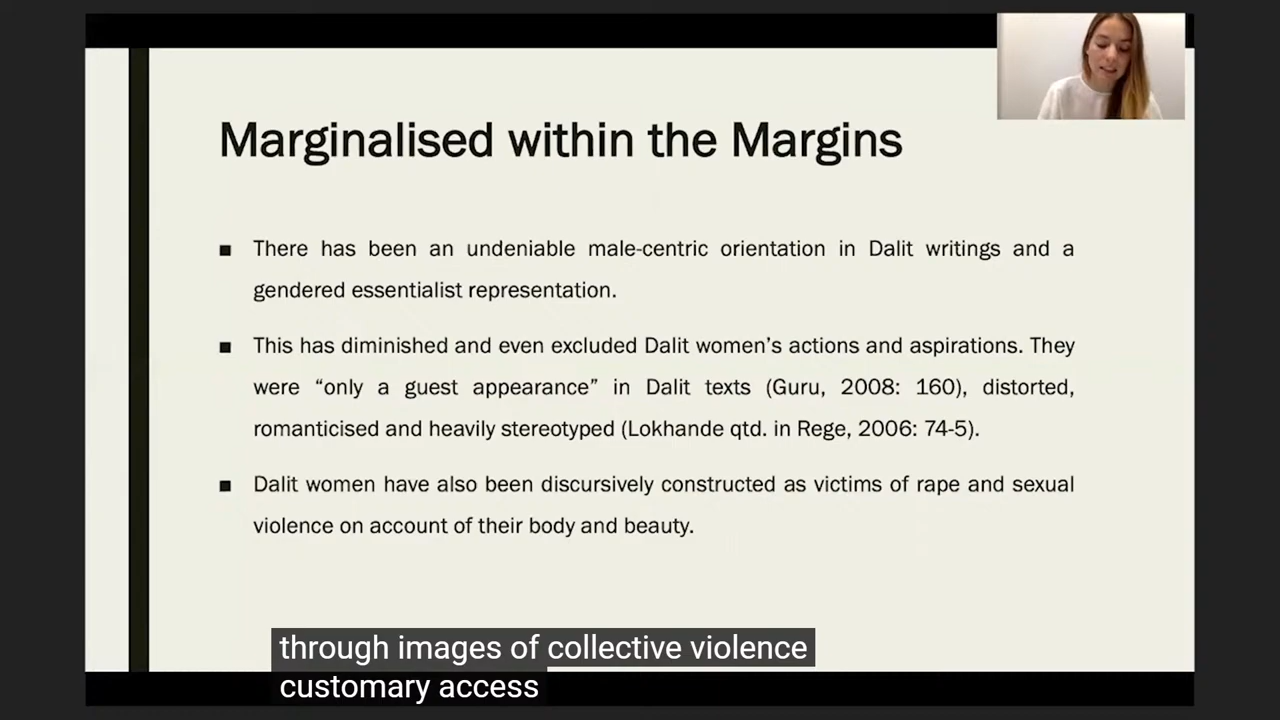 Marginalised within the Margins
■ There has been an undeniable male-centric orientation in Dalit writings and a
gendered essentialist representation.
■ This has diminished and even excluded Dalit women’s actions and aspirations. They
were “only a guest appearance” in Dalit texts (Guru, 2008: 160), distorted,
romanticised and heavily stereotyped (Lokhande qtd. in Rege, 2006: 74-5).
■ Dalit women have also been discursively constructed as victims of rape and sexual
violence on account of their body and beauty.
through images of collective violence
customary access